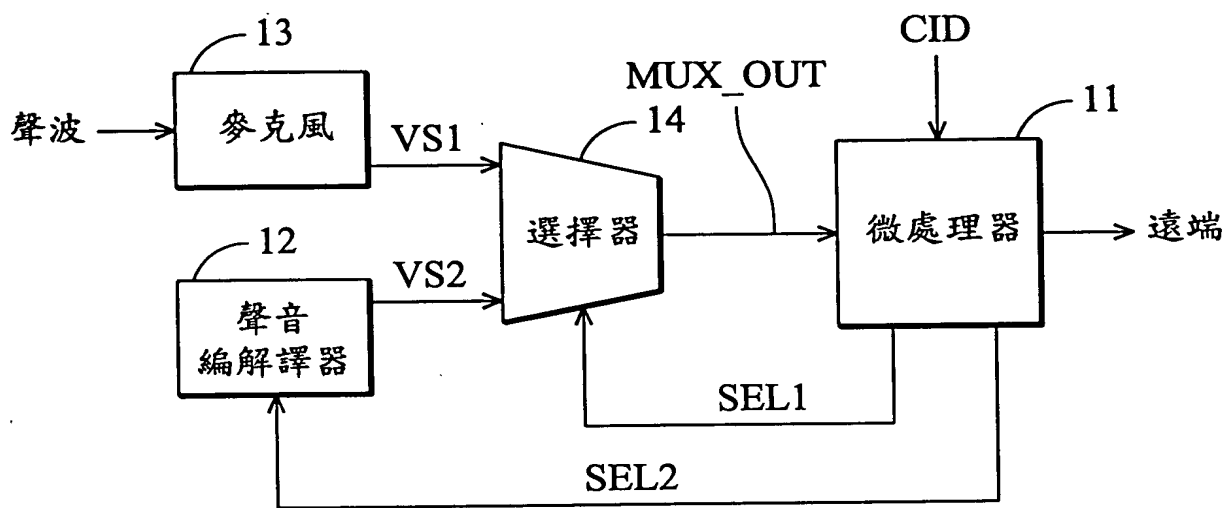 13
CID
MUX_OUT
11
聲波
麥克風
VS1
14
選擇器
微處理器
遠端
12
VS2
聲音
編解譯器
SEL1
SEL2